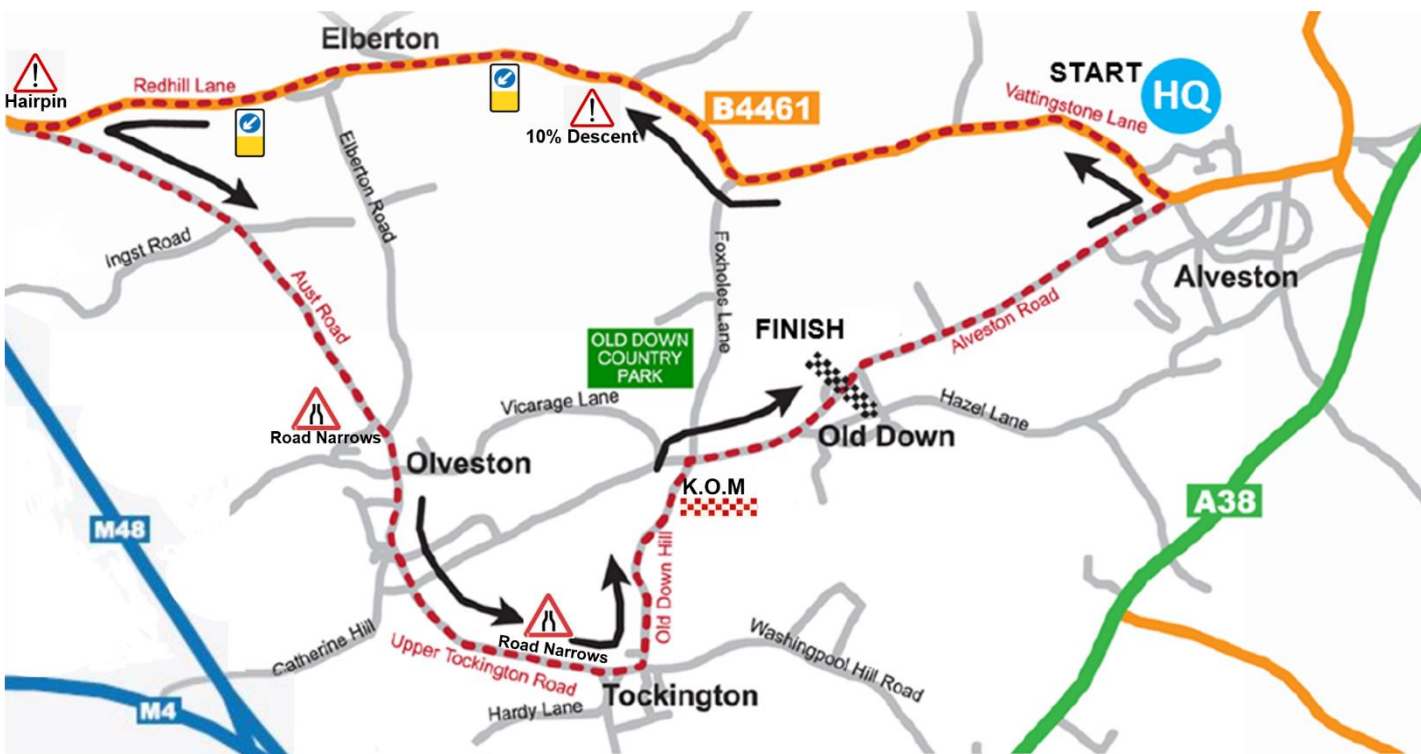 Elberton
START
HQ
Hairpin
Redhill Lane
Vattingstone Lane
B4461
10% Descent
Elberton Road
Ingst Road
Foxholes Lane
Aust Road
Alveston
FINISH
Alveston Road
OLD DOWN
COUNTRY
PARK
Vicarage Lane
Hazel Lane
Road Narrows
Old Down
Olveston
K.O.M
A38
M48
Old Down Hill
Catherine Hill
Road Narrows
Upper Tockington Road
Washingpool Hill Road
Tockington
Hardy Lane
M4